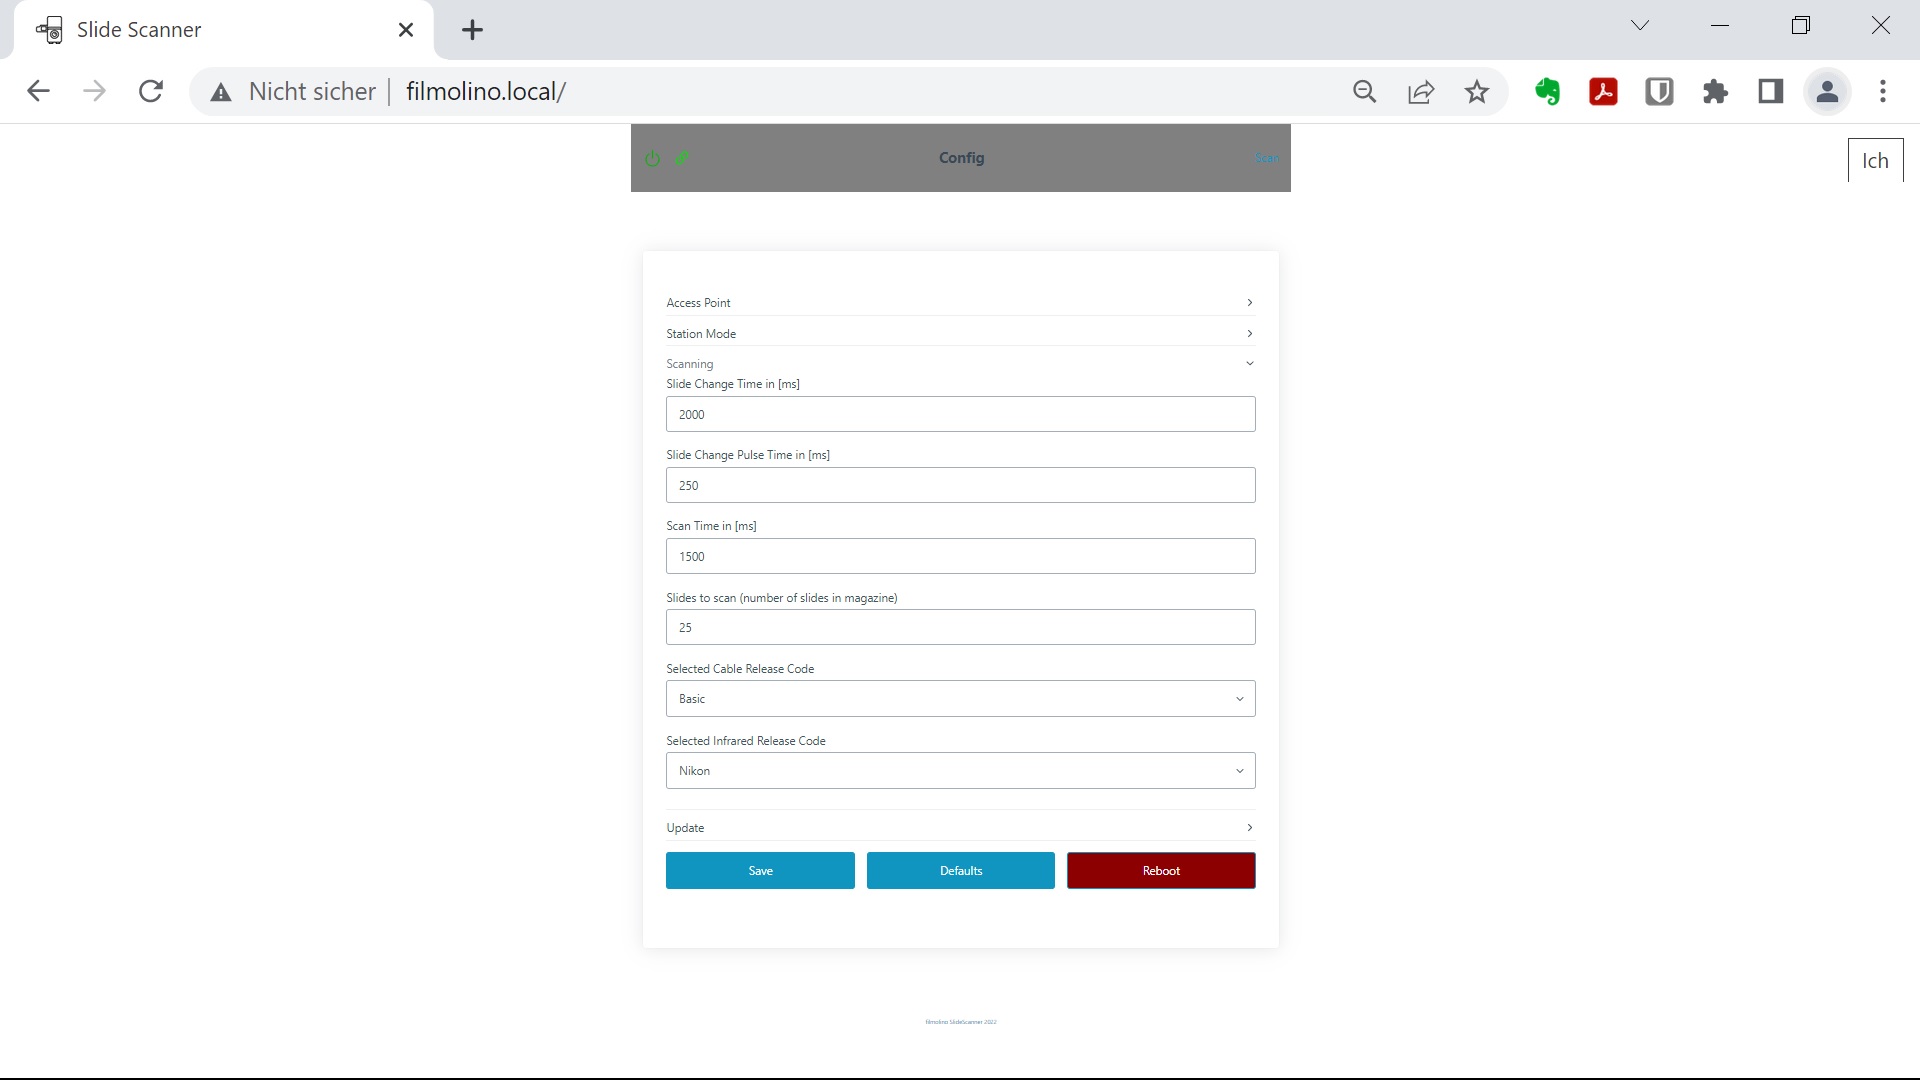 Slide Scanner
Nicht sicher filmolino.local/
Config
Scan
Ich
Access Point
Station Mode
Scanning
Slide Change Time in [ms]
2000
Slide Change Pulse Time in [ms]
250
Scan Time in [ms]
1500
Slides to scan (number of slides in magazine)
25
Selected Cable Release Code
Basic
Selected Infrared Release Code
Nikon
Update
Save Defaults Reboot
filmolino SlideScanner 2022